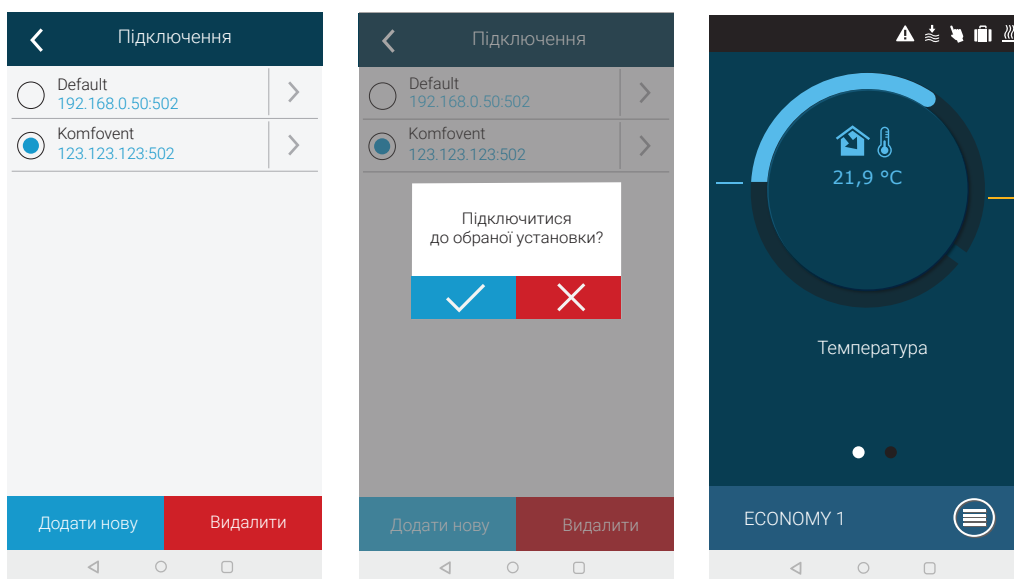 Підключення
Default
192.168.0.50:502
Komfovent
123.123.123:502
Додати нову
Видалити
Підключення
Default
192.168.0.50:502
Komfovent
123.123.123:502
Підключитися
до обраної установки?
Додати нову
Видалити
21,9 °C
Температура
ECONOMY 1